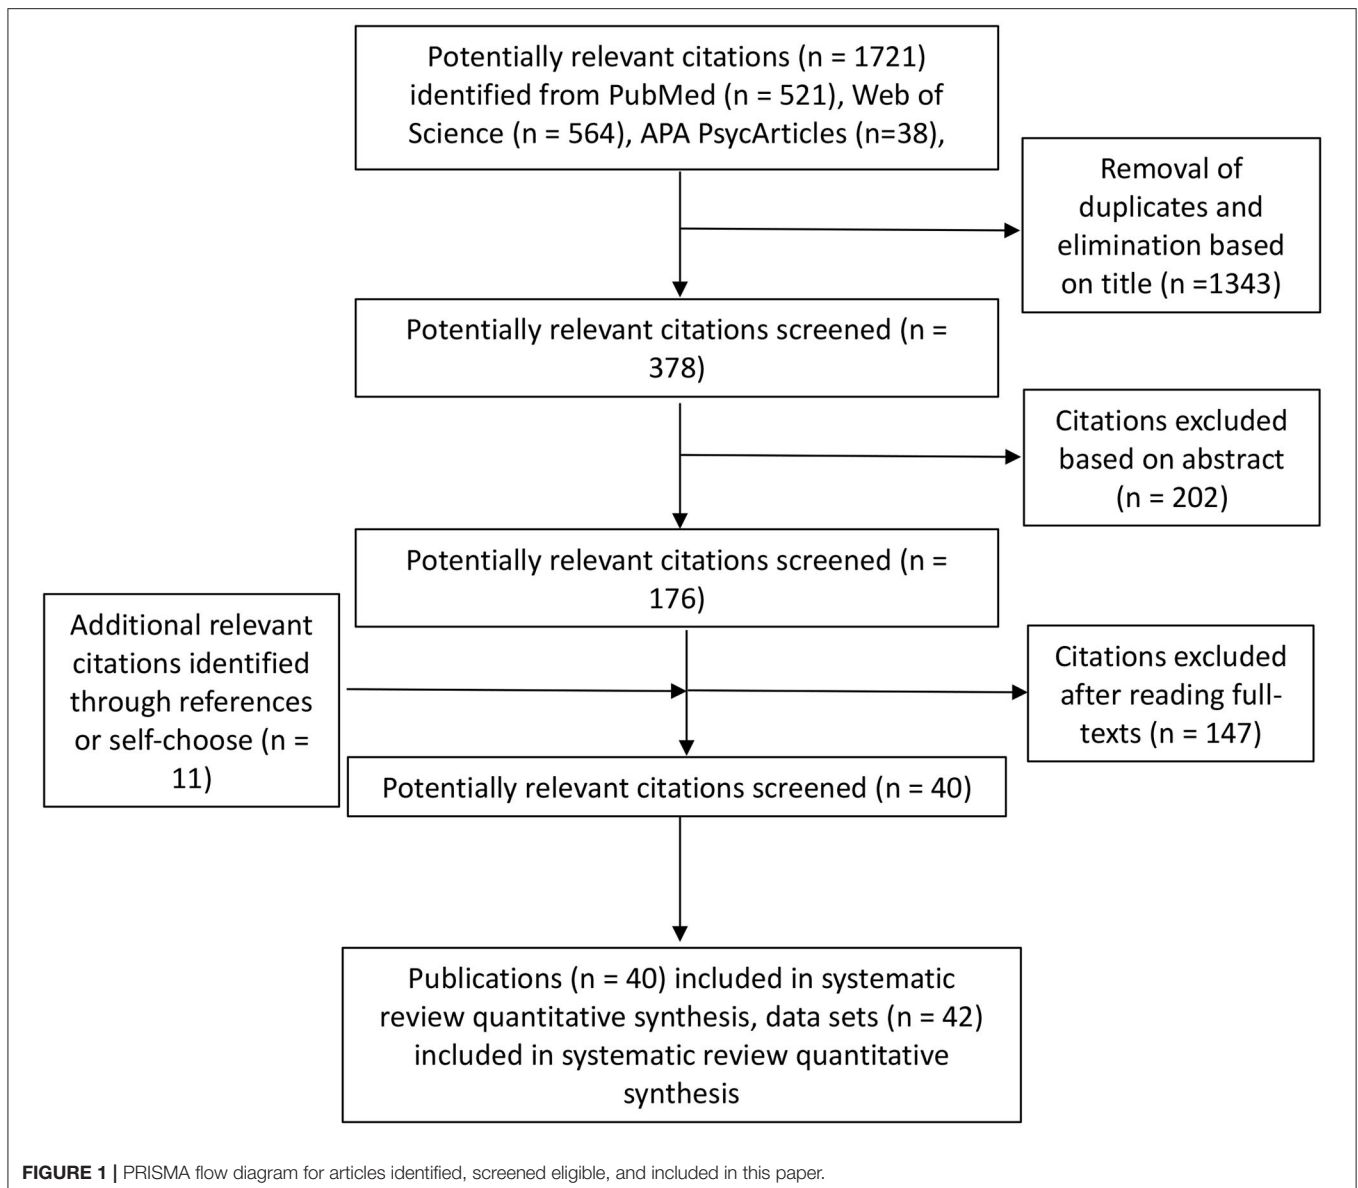 Potentially relevant citations (n = 1721)
identified from PubMed (n = 521), Web of
Science (n = 564), APA PsycArticles (n=38),
Removal of
duplicates and
elimination based
on title (n =1343)
Potentially relevant citations screened (n =
378)
Citations excluded
based on abstract
(n = 202)
Potentially relevant citations screened (n =
176)
Additional relevant
citations identified
through references
or self-choose (n =
11)
Citations excluded
after reading full-
texts (n = 147)
Potentially relevant citations screened (n = 40)
Publications (n = 40) included in systematic
review quantitative synthesis, data sets (n = 42)
included in systematic review quantitative
synthesis
FIGURE 1 | PRISMA flow diagram for articles identified, screened eligible, and included in this paper.